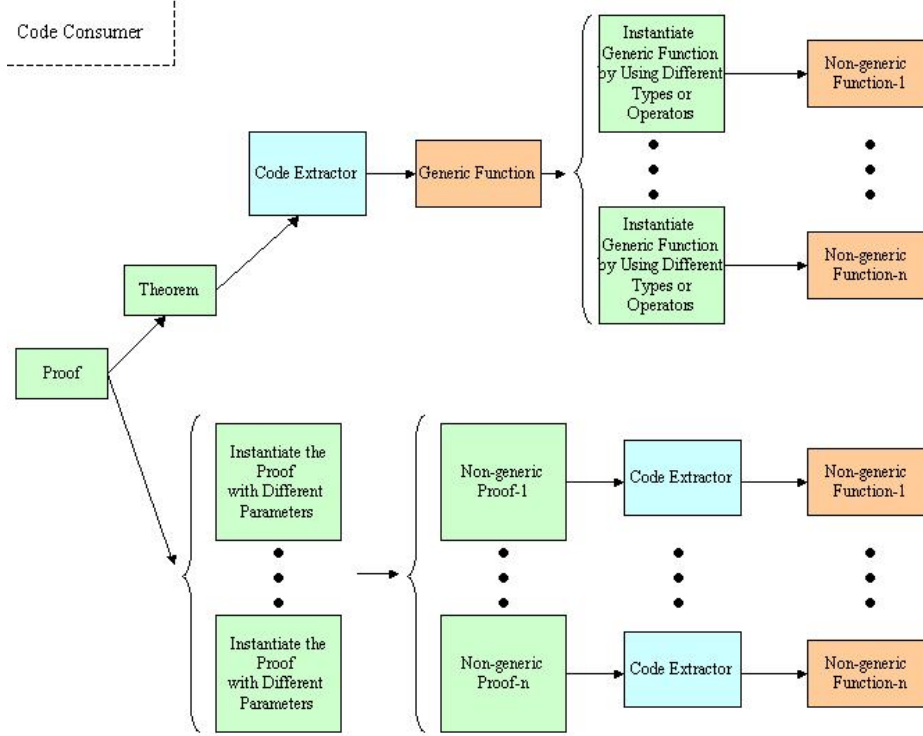 Code Consumer
Instantiate
Generic Function
by Using Different
Types or
Operators
Non-generic
Function-1
Code Extractor
Generic Function
Instantiate
Generic Function
by Using Different
Types or
Operators
Non-generic
Function-n
Theorem
Proof
Instantiate the
Proof
with Different
Parameters
Non-generic
Proof-1
Code Extractor
Non-generic
Function-1
Instantiate the
Proof
with Different
Parameters
Non-generic
Proof-n
Code Extractor
Non-generic
Function-n